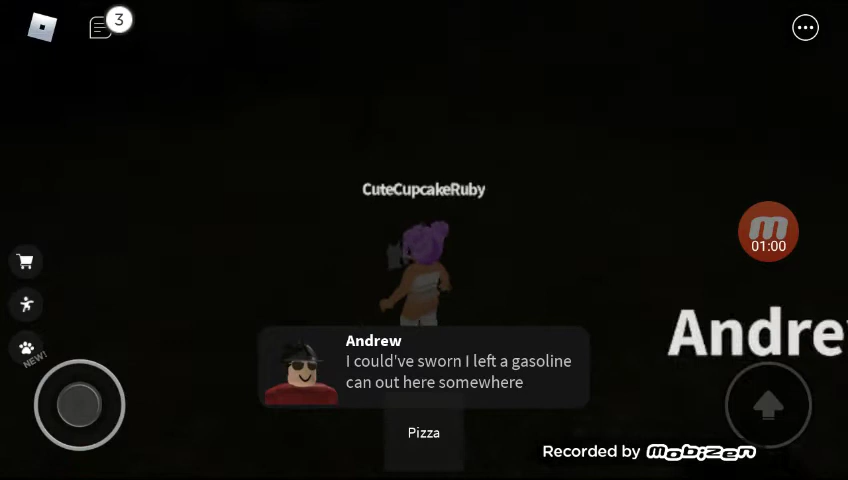 3
CuteCupcakeRuby
01:00
Andrew
Andrew
I could've sworn I left a gasoline
can out here somewhere
NEW!
Pizza
Recorded by Mobizen